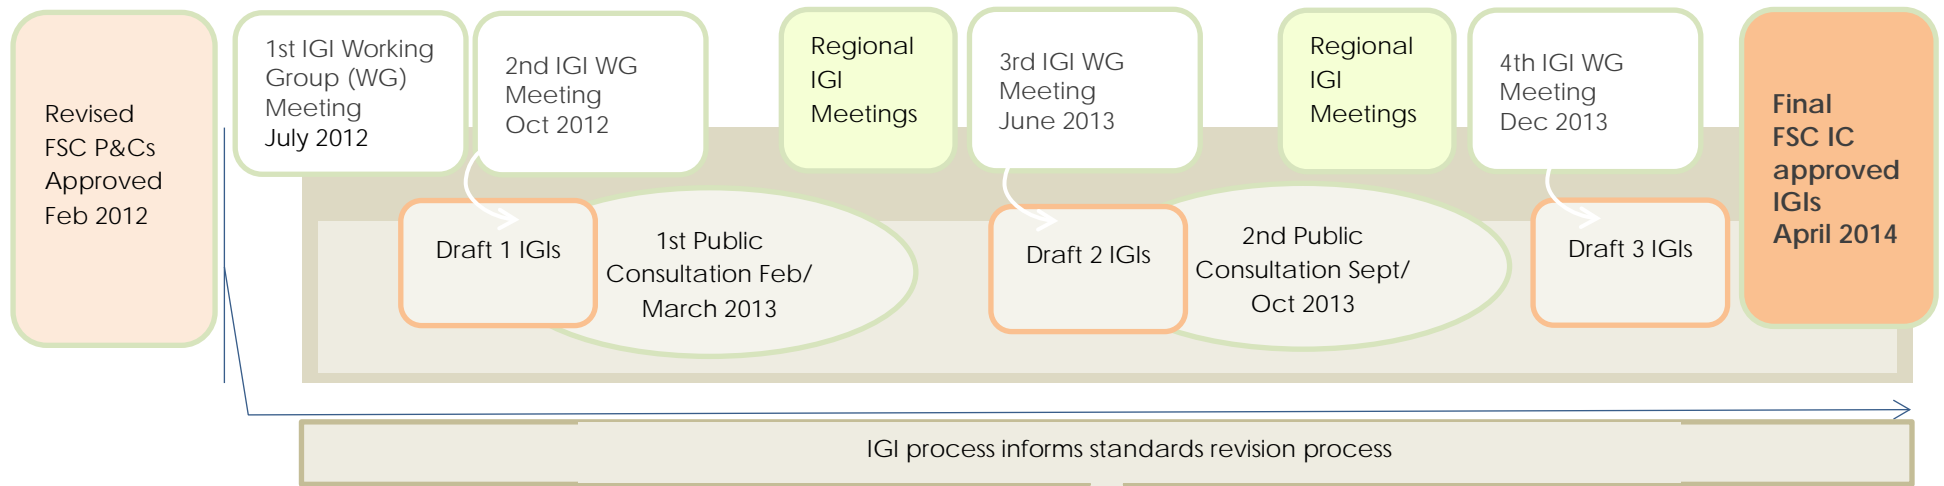 Revised
FSC P&Cs
Approved
Feb 2012
1st IGI Working
Group (WG)
Meeting
July 2012
2nd IGI WG
Meeting
Oct 2012
Regional
IGI
Meetings
3rd IGI WG
Meeting
June 2013
Regional
IGI
Meetings
4th IGI WG
Meeting
Dec 2013
Final
FSC IC
approved
IGIs
April 2014
Draft 1 IGIs
1st Public
Consultation Feb/
March 2013
Draft 2 IGIs
2nd Public
Consultation Sept/
Oct 2013
Draft 3 IGIs
IGI process informs standards revision process